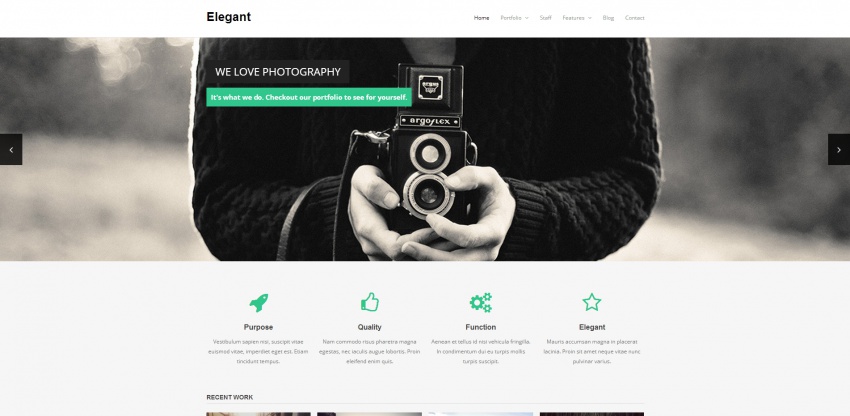 Elegant
Home Portfolio Staff Features Blog Contact
WE LOVE PHOTOGRAPHY
It's what we do. Checkout our portfolio to see for yourself.
argus
argoflex
Purpose
Vestibulum sapien nisi, suscipit vitae
euismod vitae, imperdiet eget est. Etiam
tincidunt tempus.
Quality
Nam commodo risus pharetra magna
egestas, nec iaculis augue lobortis. Proin
eleifend enim quis.
Function
Aenean et tellus id nisi vehicula fringilla.
In condimentum dui eu turpis mollis
turpis suscipit.
Elegant
Mauris accumsan magna in placerat
lacinia. Proin sit amet neque vitae nunc
pulvinar varius.
RECENT WORK